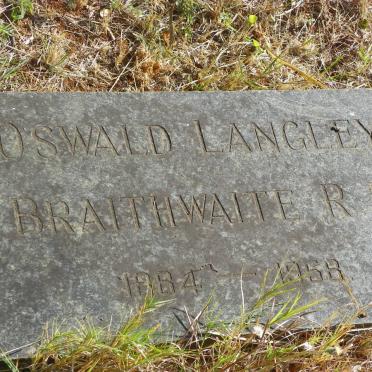 OSWALD LANGLEY
BRAITHWAITE R
1884 - 1958